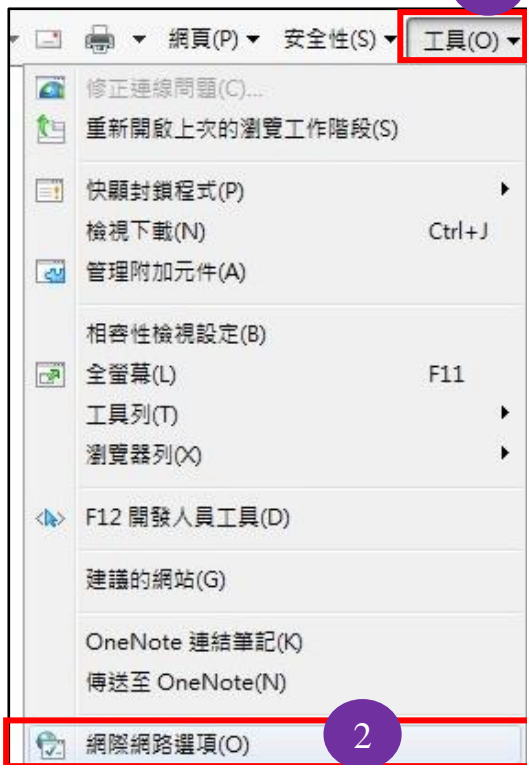 網頁(P) 安全性(S) 工具(O)
修正連線問題(C)...
重新開啟上次的瀏覽工作階段(S)
快顯封鎖程式(P)
檢視下載(N) Ctrl+J
管理附加元件(A)
相容性檢視設定(B)
全螢幕(L) F11
工具列(T)
瀏覽器列(X)
F12 開發人員工具(D)
建議的網站(G)
OneNote 連結筆記(K)
傳送至 OneNote(N)
網際網路選項(O) 2